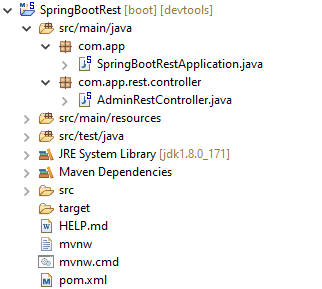 SpringBootRest [boot] [devtools]
src/main/java
com.app
SpringBootRestApplication.java
com.app.rest.controller
AdminRestController.java
src/main/resources
src/test/java
JRE System Library [jdk1.8.0_171]
Maven Dependencies
src
target
HELP.md
mvnw
mvnw.cmd
pom.xml